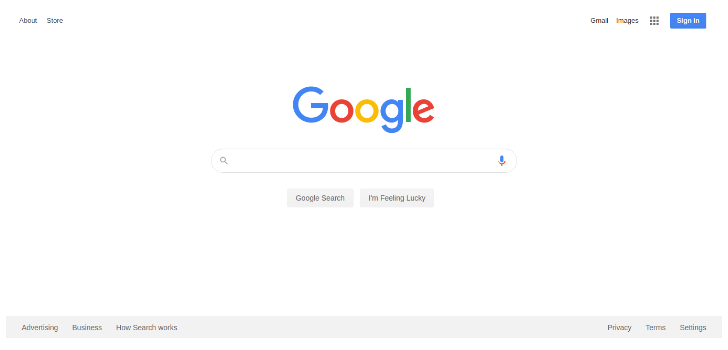 About Store Gmail Images Sign in
Google
Google Search I'm Feeling Lucky
Advertising Business How Search works Privacy Terms Settings